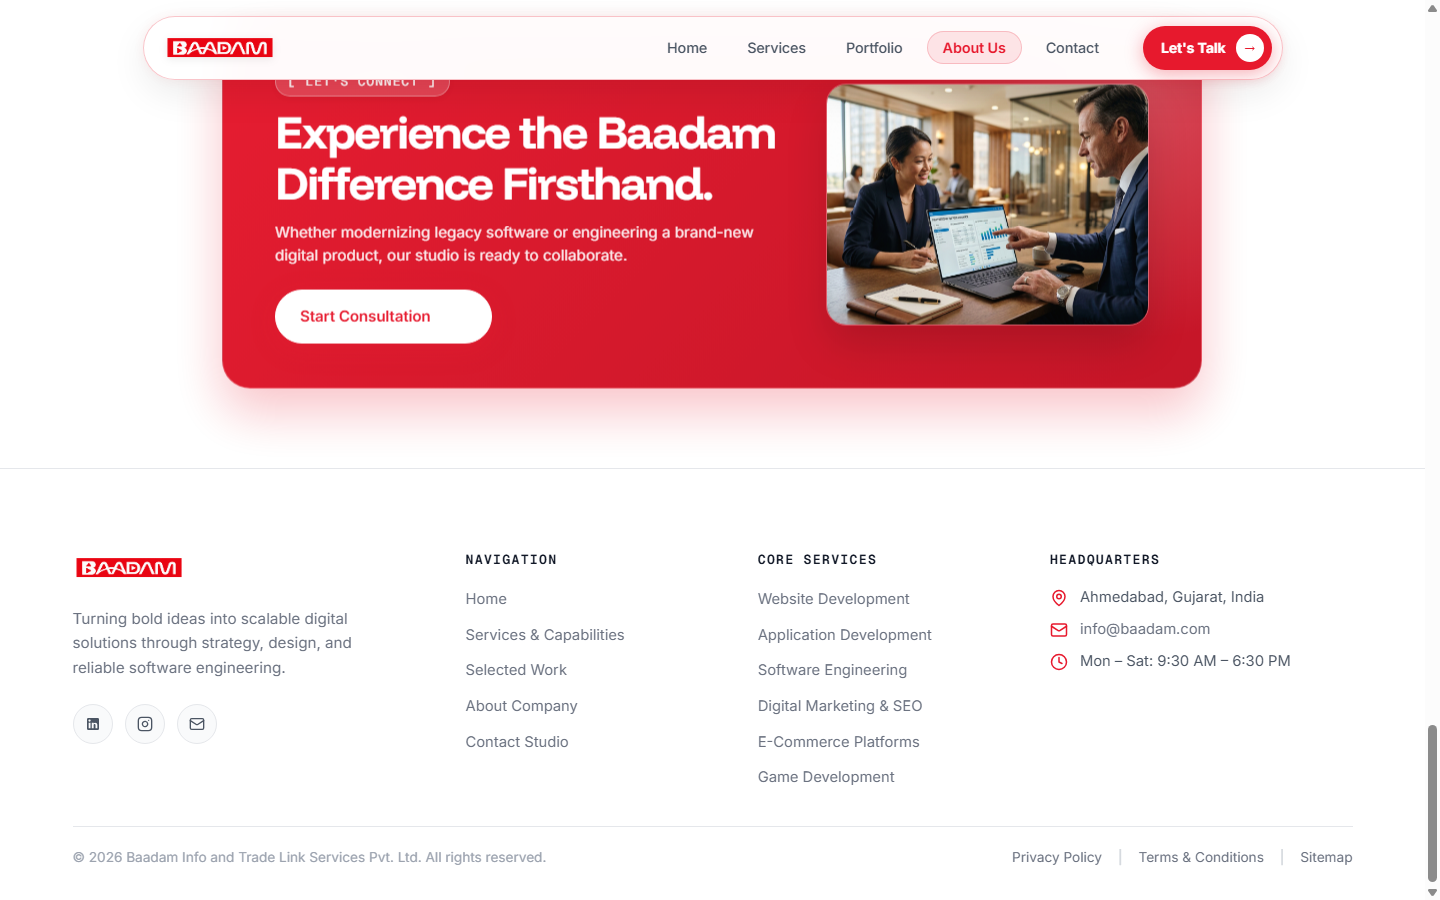 BAADAM
Home
Services
Portfolio
About Us
Contact
Let's Talk →
[ LET'S CONNECT ]
Experience the Baadam
Difference Firsthand.
Whether modernizing legacy software or engineering a brand-new
digital product, our studio is ready to collaborate.
Start Consultation
BAADAM
Turning bold ideas into scalable digital
solutions through strategy, design, and
reliable software engineering.
NAVIGATION
Home
Services & Capabilities
Selected Work
About Company
Contact Studio
CORE SERVICES
Website Development
Application Development
Software Engineering
Digital Marketing & SEO
E-Commerce Platforms
Game Development
HEADQUARTERS
Ahmedabad, Gujarat, India
info@baadam.com
Mon – Sat: 9:30 AM – 6:30 PM
© 2026 Baadam Info and Trade Link Services Pvt. Ltd. All rights reserved.
Privacy Policy
Terms & Conditions
Sitemap